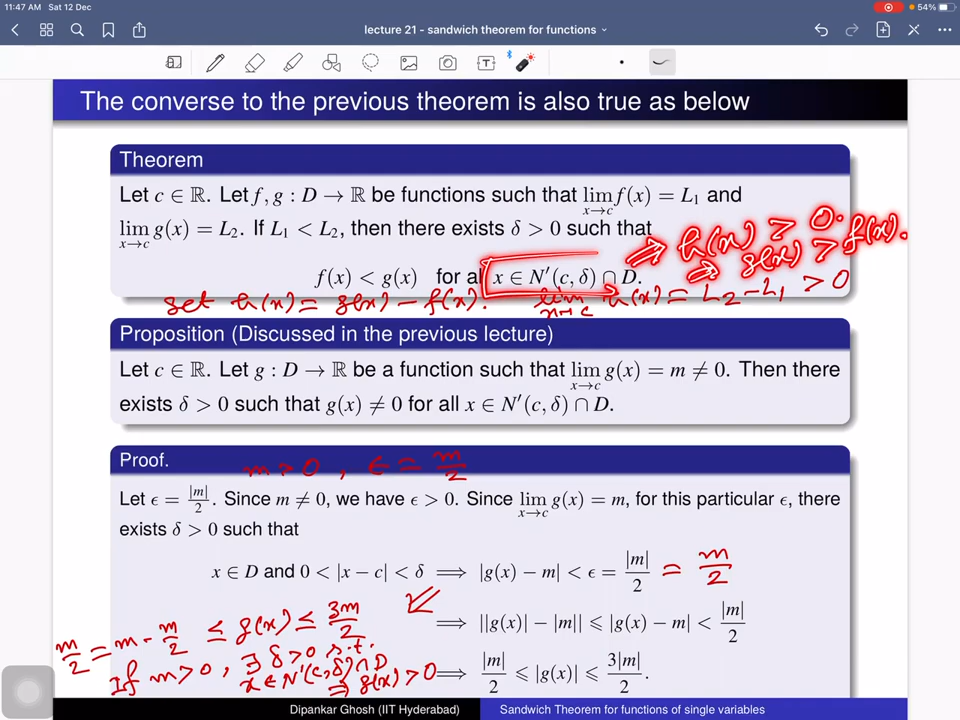 11:47 AM Sat 12 Dec
54%
lecture 21 - sandwich theorem for functions
The converse to the previous theorem is also true as below
Theorem
Let c ∈ ℝ. Let f, g : D → ℝ be functions such that lim_{x→c} f(x) = L₁ and
lim_{x→c} g(x) = L₂. If L₁ < L₂, then there exists δ > 0 such that
⇒ h(x) > 0.
f(x) < g(x) for all x ∈ N′(c, δ) ∩ D.
⇒ g(x) > f(x).
set h(x) = g(x) − f(x). lim_{x→c} h(x) = L₂ − L₁ > 0
Proposition (Discussed in the previous lecture)
Let c ∈ ℝ. Let g : D → ℝ be a function such that lim_{x→c} g(x) = m ≠ 0. Then there
exists δ > 0 such that g(x) ≠ 0 for all x ∈ N′(c, δ) ∩ D.
Proof.
m > 0, ε = m/2
Let ε = |m|/2. Since m ≠ 0, we have ε > 0. Since lim_{x→c} g(x) = m, for this particular ε, there
exists δ > 0 such that
x ∈ D and 0 < |x − c| < δ ⟹ |g(x) − m| < ε = |m|/2 = m/2
⟹ ||g(x)| − |m|| ⩽ |g(x) − m| < |m|/2
m/2 = m − m/2 ≤ g(x) ≤ 3m/2
⟹ |m|/2 ⩽ |g(x)| ⩽ 3|m|/2.
If m > 0, ∃ δ > 0 s.t.
x ∈ N′(c, δ) ∩ D
⇒ g(x) > 0
Dipankar Ghosh (IIT Hyderabad)
Sandwich Theorem for functions of single variables